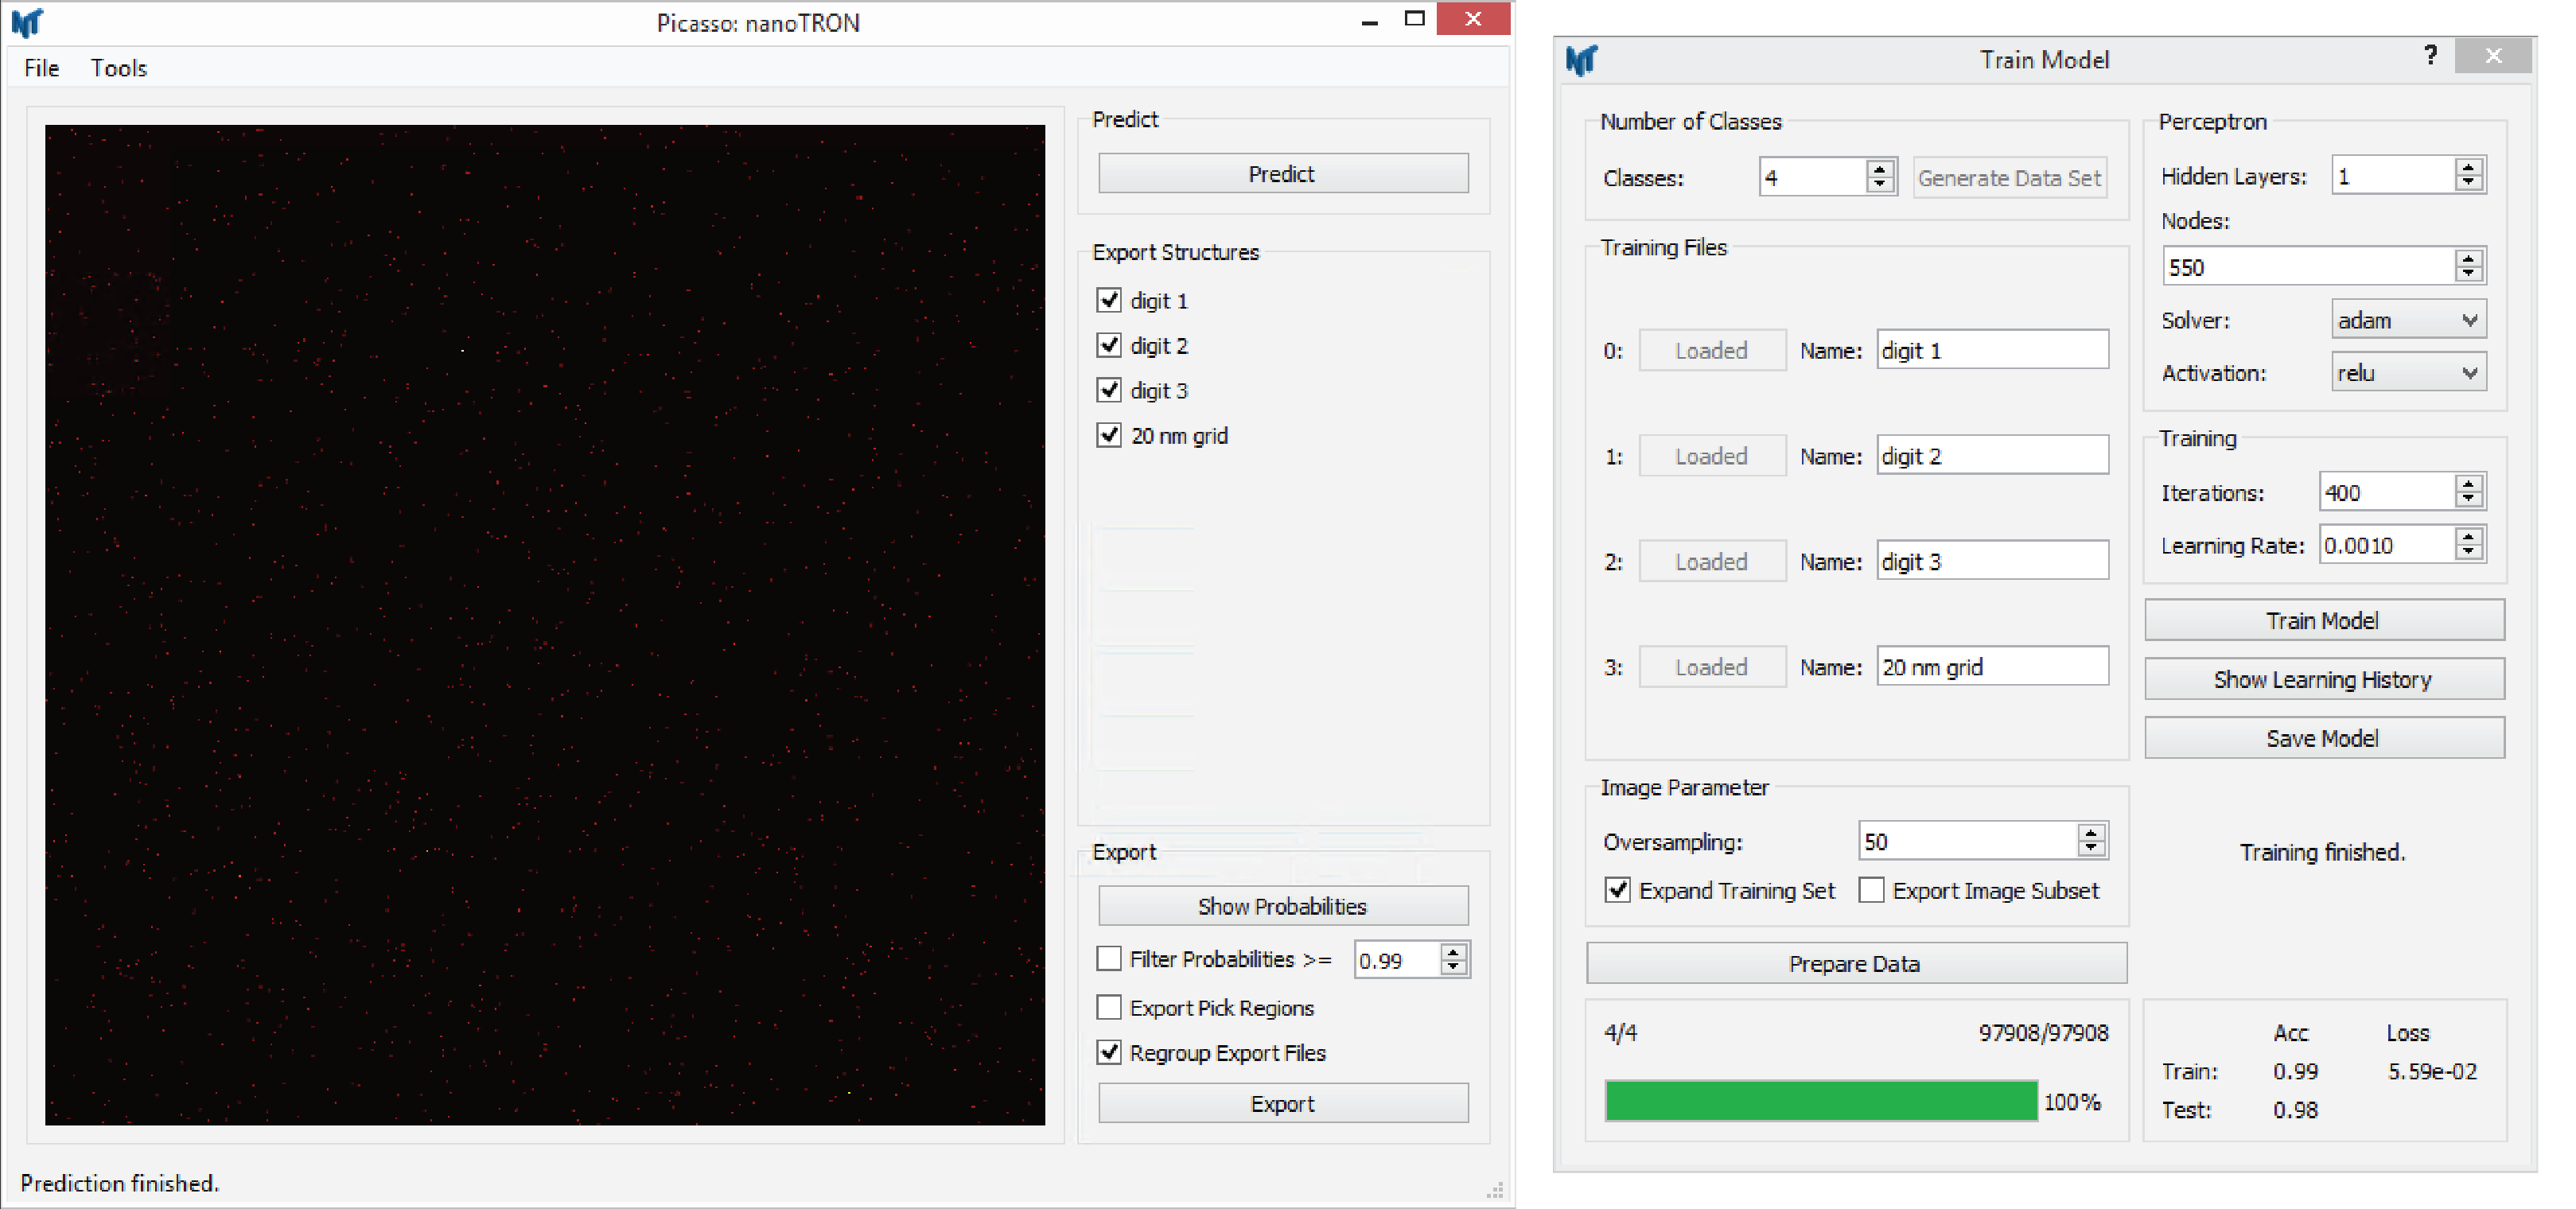 Picasso: nanoTRON
File Tools
Predict
Predict
Export Structures
digit 1
digit 2
digit 3
20 nm grid
Export
Show Probabilities
Filter Probabilities >= 0.99
Export Pick Regions
Regroup Export Files
Export
Prediction finished.
NT Train Model ?
Number of Classes
Classes: 4 Generate Data Set
Training Files
0: Loaded Name: digit 1
1: Loaded Name: digit 2
2: Loaded Name: digit 3
3: Loaded Name: 20 nm grid
Image Parameter
Oversampling: 50
Expand Training Set Export Image Subset
Prepare Data
4/4 97908/97908
100%
Perceptron
Hidden Layers: 1
Nodes:
550
Solver: adam
Activation: relu
Training
Iterations: 400
Learning Rate: 0.0010
Train Model
Show Learning History
Save Model
Training finished.
Acc Loss
Train: 0.99 5.59e-02
Test: 0.98